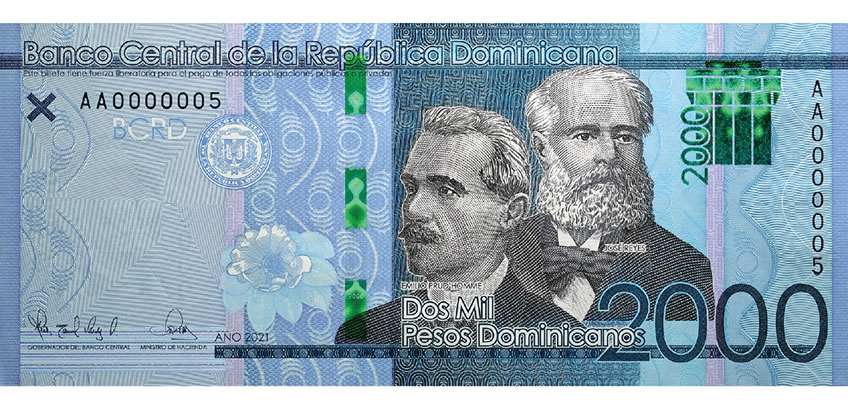 Banco Central de la República Dominicana
Este billete tiene fuerza liberatoria para el pago de todas las obligaciones públicas o privadas
AA0000005
BCRD
2000
AA0000005
JOSÉ REYES
EMILIO PRUD'HOMME
Dos Mil
Pesos Dominicanos
2000
AÑO 2021
GOBERNADOR DEL BANCO CENTRAL
MINISTRO DE HACIENDA